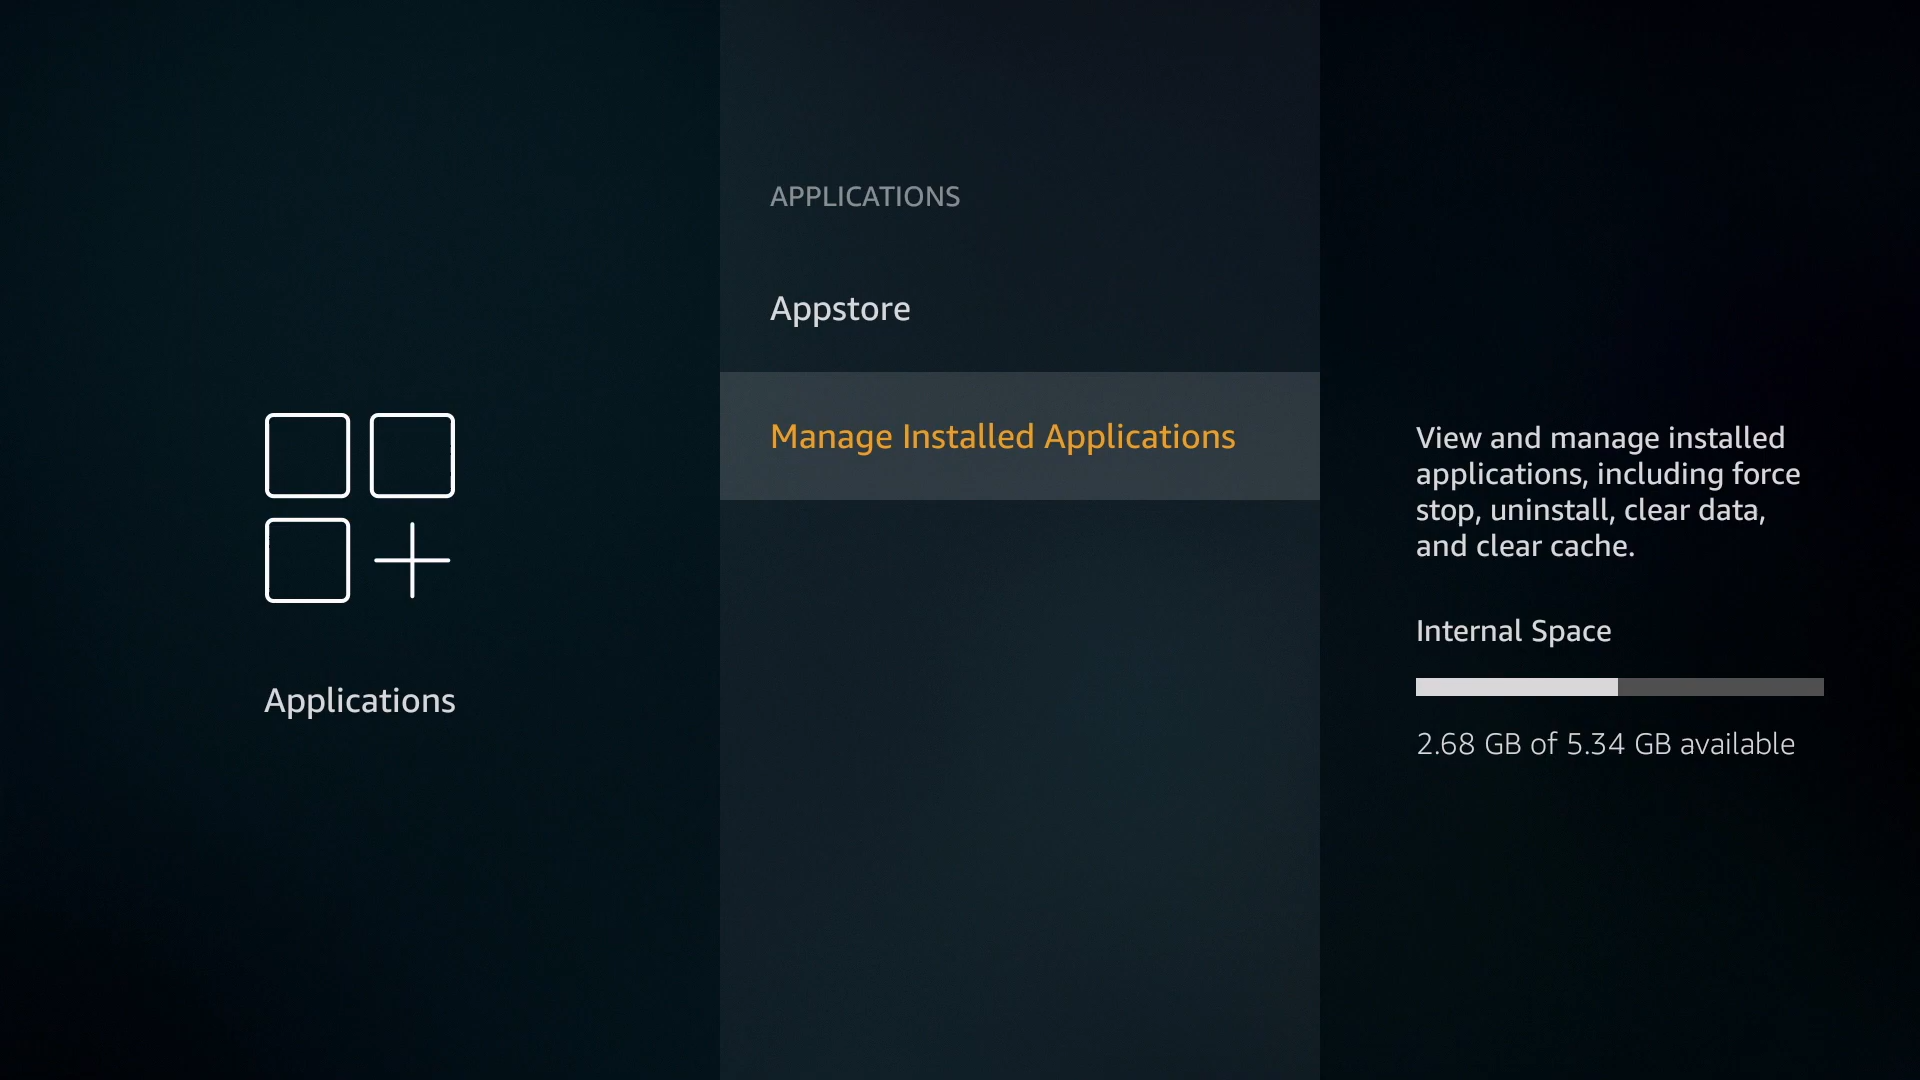 Applications
APPLICATIONS
Appstore
Manage Installed Applications
View and manage installed
applications, including force
stop, uninstall, clear data,
and clear cache.
Internal Space
2.68 GB of 5.34 GB available